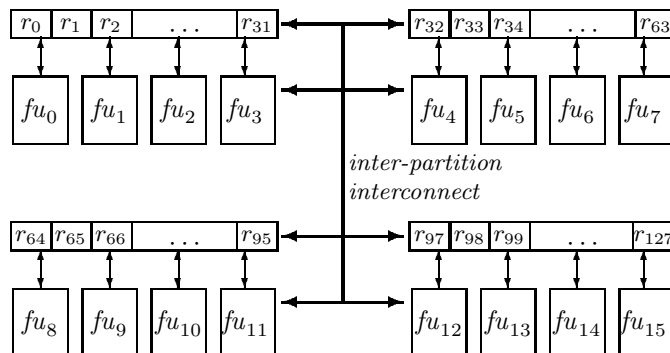 r0 r1 r2 ... r31 r32 r33 r34 ... r63
fu0 fu1 fu2 fu3 fu4 fu5 fu6 fu7
inter-partition
interconnect
r64 r65 r66 ... r95 r97 r98 r99 ... r127
fu8 fu9 fu10 fu11 fu12 fu13 fu14 fu15